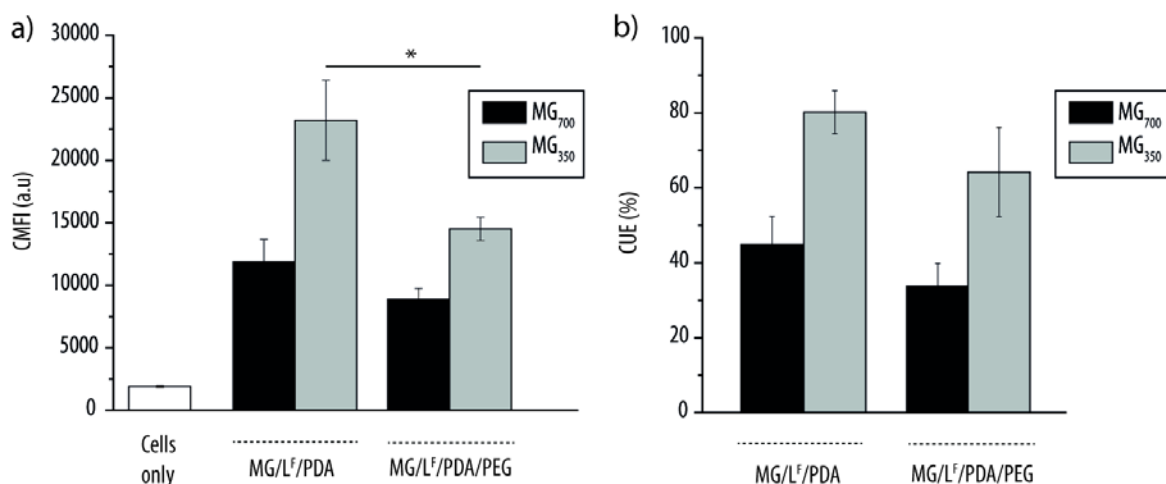 a)
30000
25000
20000
15000
10000
5000
0
CMFI (a.u)
*
MG700
MG350
Cells
only
MG/LF/PDA
MG/LF/PDA/PEG
b)
100
80
60
40
20
0
CUE (%)
MG700
MG350
MG/LF/PDA
MG/LF/PDA/PEG